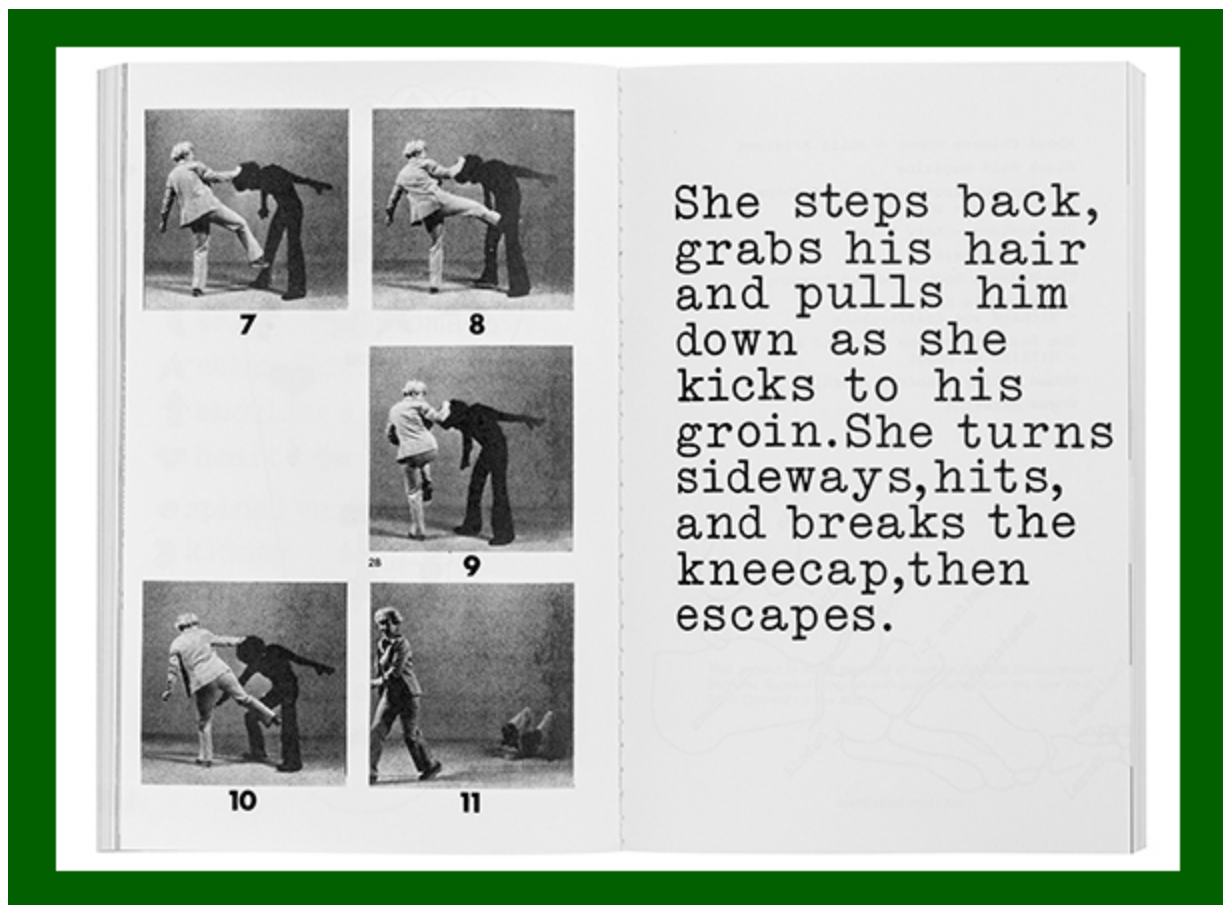 7
8
28
9
10
11
She steps back,
grabs his hair
and pulls him
down as she
kicks to his
groin.She turns
sideways,hits,
and breaks the
kneecap,then
escapes.